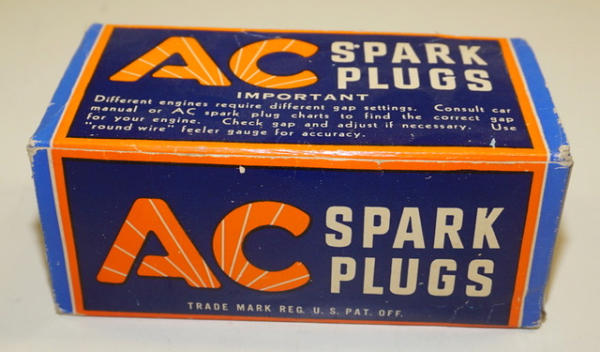 AC SPARK
PLUGS
IMPORTANT
Different engines require different gap settings. Consult car
manual or AC spark plug charts to find the correct gap
for your engine. Check gap and adjust if necessary. Use
"round wire" feeler gauge for accuracy.
AC SPARK
PLUGS
TRADE MARK REG. U. S. PAT. OFF.